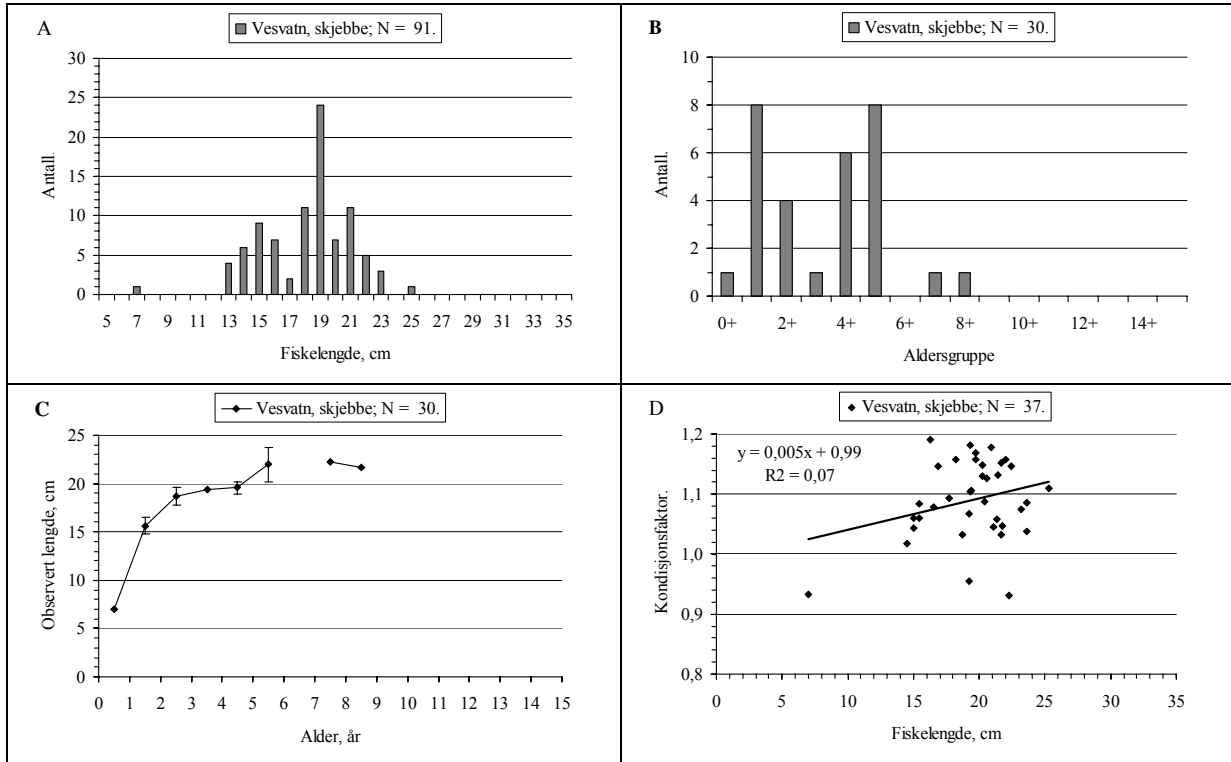 A
Vesvatn, skjebbe; N = 91.
30
25
20
15
10
5
0
Antall.
5 7 9 11 13 15 17 19 21 23 25 27 29 31 33 35
Fiskelengde, cm
B
Vesvatn, skjebbe; N = 30.
10
8
6
4
2
0
Antall.
0+ 2+ 4+ 6+ 8+ 10+ 12+ 14+
Aldersgruppe
C
Vesvatn, skjebbe; N = 30.
25
20
15
10
5
0
Observert lengde, cm
0 1 2 3 4 5 6 7 8 9 10 11 12 13 14 15
Alder, år
D
Vesvatn, skjebbe; N = 37.
1,2
1,1
1,0
0,9
0,8
y = 0,005x + 0,99
R2 = 0,07
Kondisjonsfaktor.
0 5 10 15 20 25 30 35
Fiskelengde, cm